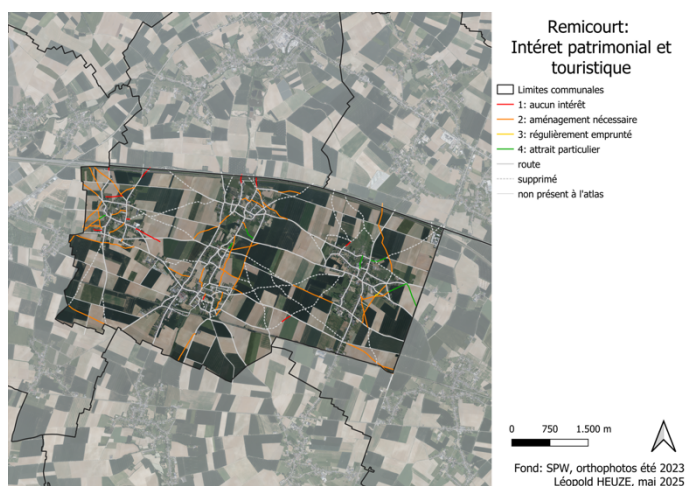 Remicourt:
Intéret patrimonial et
touristique
Limites communales
1: aucun intérêt
2: aménagement nécessaire
3: régulièrement emprunté
4: attrait particulier
route
supprimé
non présent à l'atlas
0 750 1.500 m
Fond: SPW, orthophotos été 2023
Léopold HEUZE, mai 2025